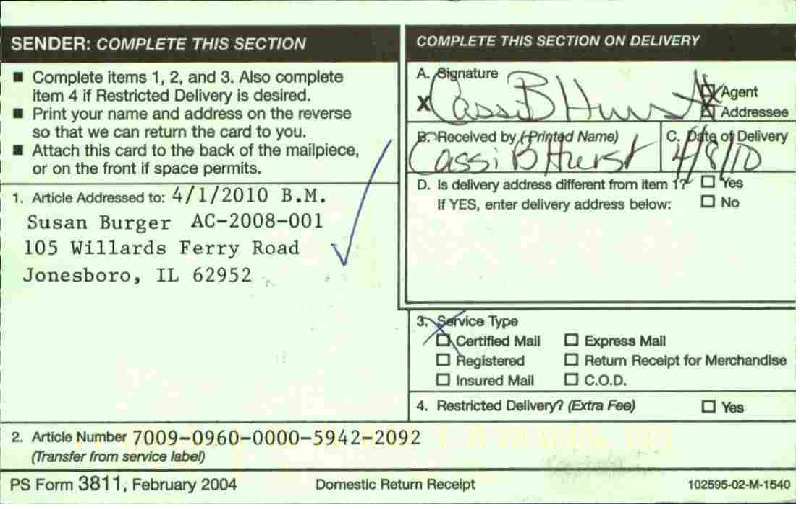 SENDER: COMPLETE THIS SECTION
■ Complete items 1, 2, and 3. Also complete
item 4 if Restricted Delivery is desired.
■ Print your name and address on the reverse
so that we can return the card to you.
■ Attach this card to the back of the mailpiece,
or on the front if space permits.
1. Article Addressed to: 4/1/2010 B.M.
Susan Burger AC-2008-001
105 Willards Ferry Road
Jonesboro, IL 62952
2. Article Number 7009-0960-0000-5942-2092
(Transfer from service label)
COMPLETE THIS SECTION ON DELIVERY
A. Signature
X Cassi B Hurst
☒ Agent
☒ Addressee
B. Received by (Printed Name)
Cassi B Hurst
C. Date of Delivery
4/8/10
D. Is delivery address different from item 1? ☐ Yes
If YES, enter delivery address below: ☐ No
3. Service Type
☒ Certified Mail ☐ Express Mail
☐ Registered ☐ Return Receipt for Merchandise
☐ Insured Mail ☐ C.O.D.
4. Restricted Delivery? (Extra Fee) ☐ Yes
PS Form 3811, February 2004 Domestic Return Receipt 102595-02-M-1540